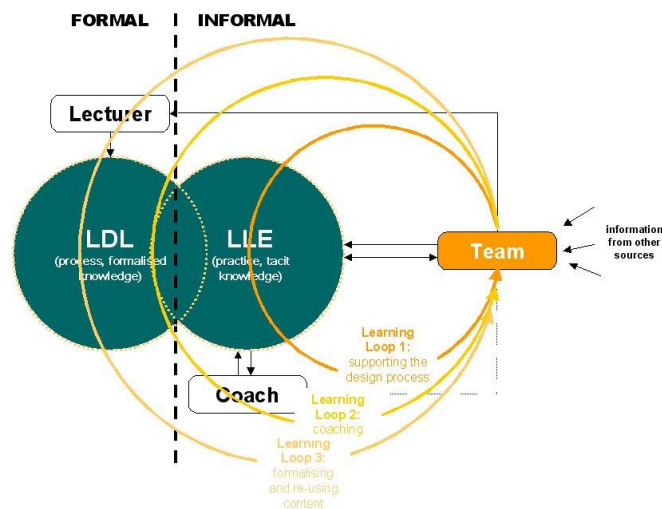 FORMAL
INFORMAL
Lecturer
LDL
(process, formalised
knowledge)
LLE
(practice, tacit
knowledge)
Team
information
from other
sources
Learning
Loop 1:
supporting the
design process
Coach
Learning
Loop 2:
coaching
Learning
Loop 3:
formalising
and re-using
content